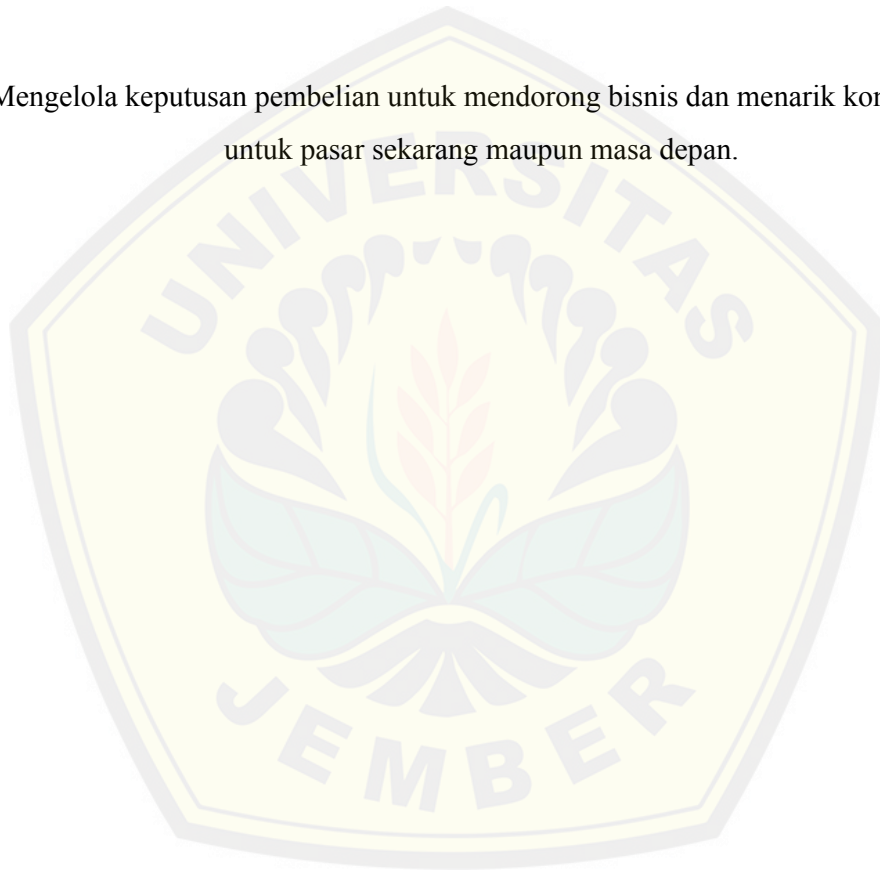 Mengelola keputusan pembelian untuk mendorong bisnis dan menarik
untuk pasar sekarang maupun masa depan.
UNIVERSITAS
JEMBER